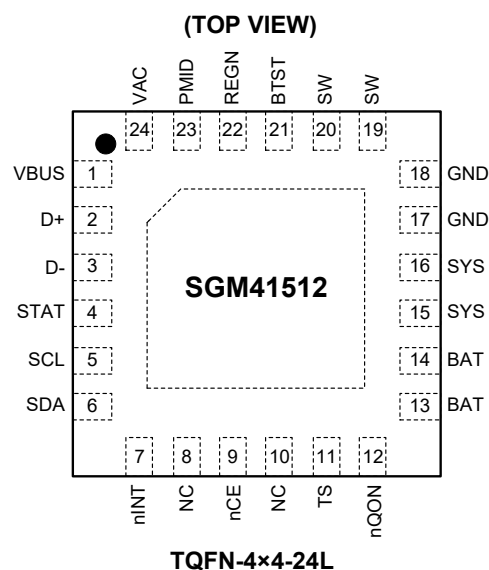 (TOP VIEW)
VAC PMID REGN BTST SW SW
24 23 22 21 20 19
VBUS 1 18 GND
D+ 2 17 GND
D- 3 16 SYS
SGM41512
STAT 4 15 SYS
SCL 5 14 BAT
SDA 6 13 BAT
7 8 9 10 11 12
nINT NC nCE NC TS nQON
TQFN-4×4-24L